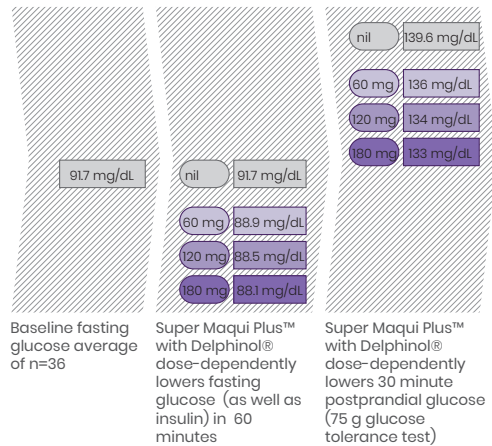 nil 139.6 mg/dL
60 mg 136 mg/dL
120 mg 134 mg/dL
180 mg 133 mg/dL
91.7 mg/dL
nil 91.7 mg/dL
60 mg 88.9 mg/dL
120 mg 88.5 mg/dL
180 mg 88.1 mg/dL
Baseline fasting
glucose average
of n=36
Super Maqui Plus™
with Delphinol®
dose-dependently
lowers fasting
glucose (as well as
insulin) in 60
minutes
Super Maqui Plus™
with Delphinol®
dose-dependently
lowers 30 minute
postprandial glucose
(75 g glucose
tolerance test)